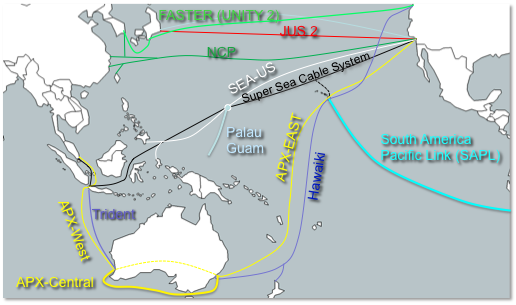 FASTER (UNITY 2)
JUS 2
NCP
SEA-US
Super Sea Cable System
Palau
Guam
APX-EAST
Hawaiki
South America
Pacific Link (SAPL)
APX-West
Trident
APX-Central